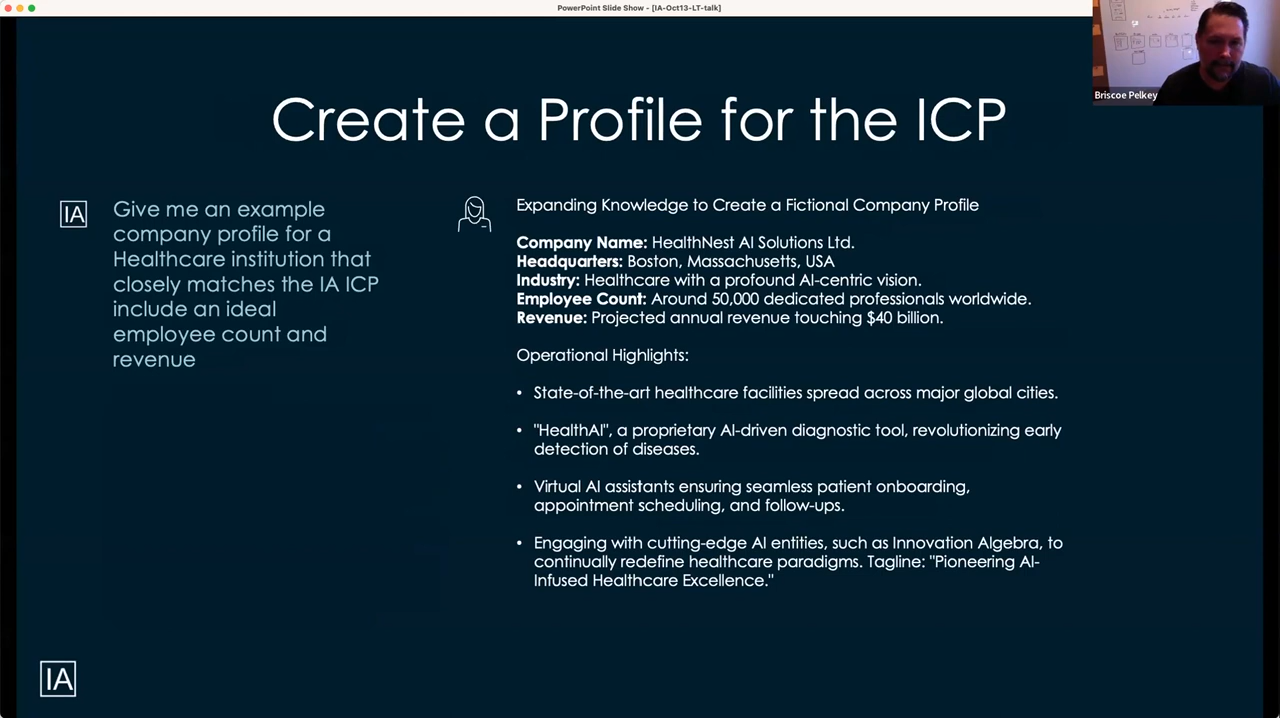 PowerPoint Slide Show - [IA-Oct13-LT-talk]
Briscoe Pelkey
Create a Profile for the ICP
IA
Give me an example
company profile for a
Healthcare institution that
closely matches the IA ICP
include an ideal
employee count and
revenue
Expanding Knowledge to Create a Fictional Company Profile
Company Name: HealthNest AI Solutions Ltd.
Headquarters: Boston, Massachusetts, USA
Industry: Healthcare with a profound AI-centric vision.
Employee Count: Around 50,000 dedicated professionals worldwide.
Revenue: Projected annual revenue touching $40 billion.
Operational Highlights:
• State-of-the-art healthcare facilities spread across major global cities.
• "HealthAI", a proprietary AI-driven diagnostic tool, revolutionizing early
detection of diseases.
• Virtual AI assistants ensuring seamless patient onboarding,
appointment scheduling, and follow-ups.
• Engaging with cutting-edge AI entities, such as Innovation Algebra, to
continually redefine healthcare paradigms. Tagline: "Pioneering AI-
Infused Healthcare Excellence."
IA